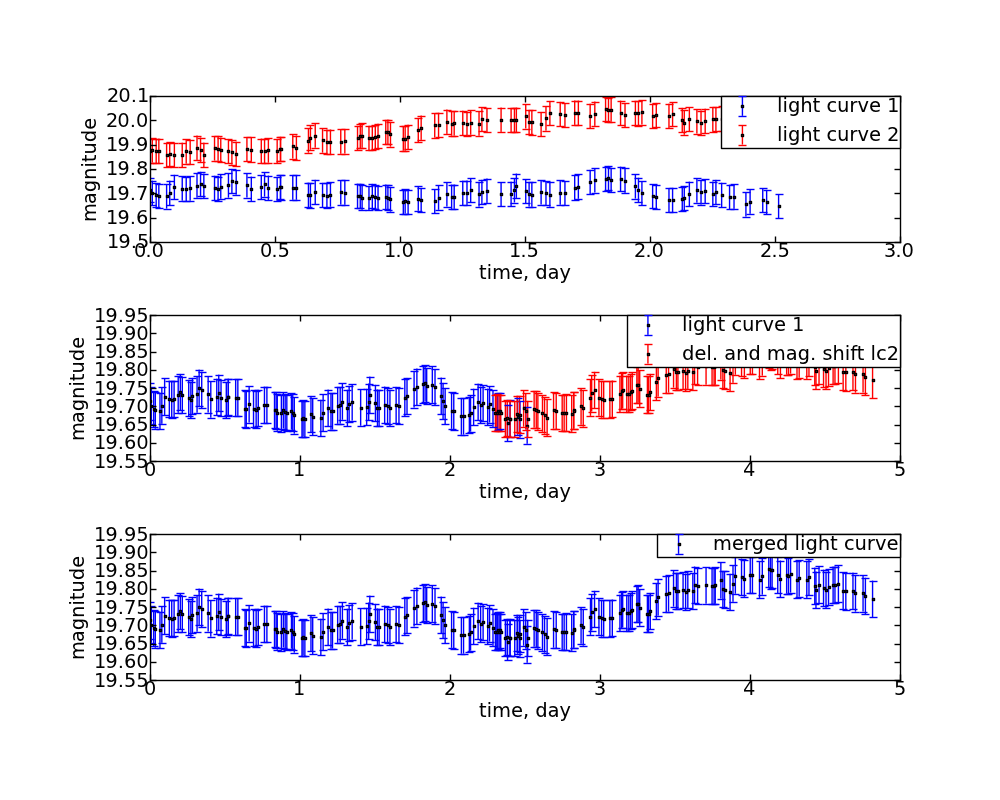 20.1
20.0
19.9
19.8
19.7
19.6
19.5
magnitude
light curve 1
light curve 2
0.0 0.5 1.0 1.5 2.0 2.5 3.0
time, day
19.95
19.90
19.85
19.80
19.75
19.70
19.65
19.60
19.55
magnitude
light curve 1
del. and mag. shift lc2
0 1 2 3 4 5
time, day
19.95
19.90
19.85
19.80
19.75
19.70
19.65
19.60
19.55
magnitude
merged light curve
0 1 2 3 4 5
time, day